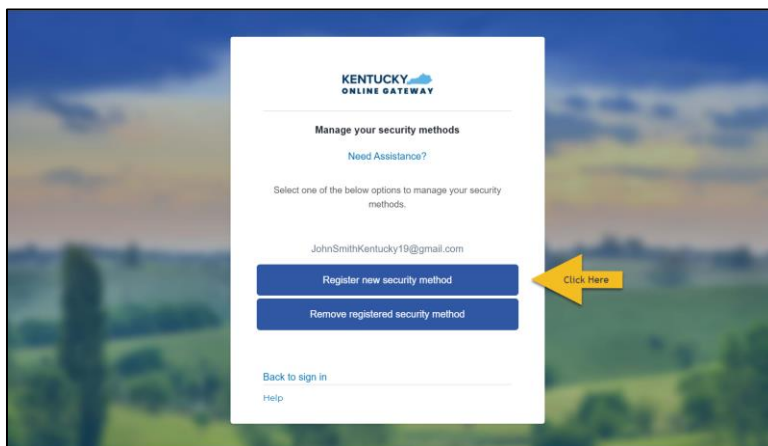 KENTUCKY
ONLINE GATEWAY
Manage your security methods
Need Assistance?
Select one of the below options to manage your security
methods.
JohnSmithKentucky19@gmail.com
Register new security method
Click Here
Remove registered security method
Back to sign in
Help